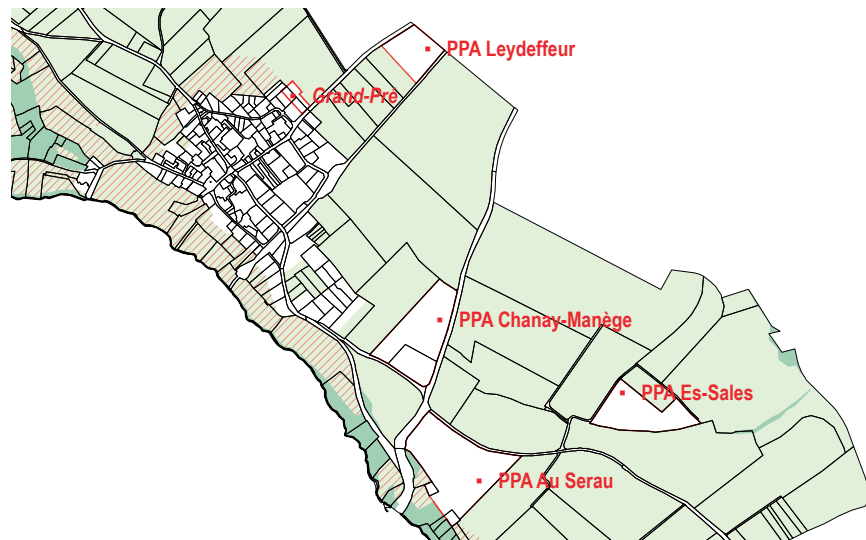 PPA Leydeffeur
Grand-Pré
PPA Chanay-Manège
PPA Es-Sales
PPA Au Serau